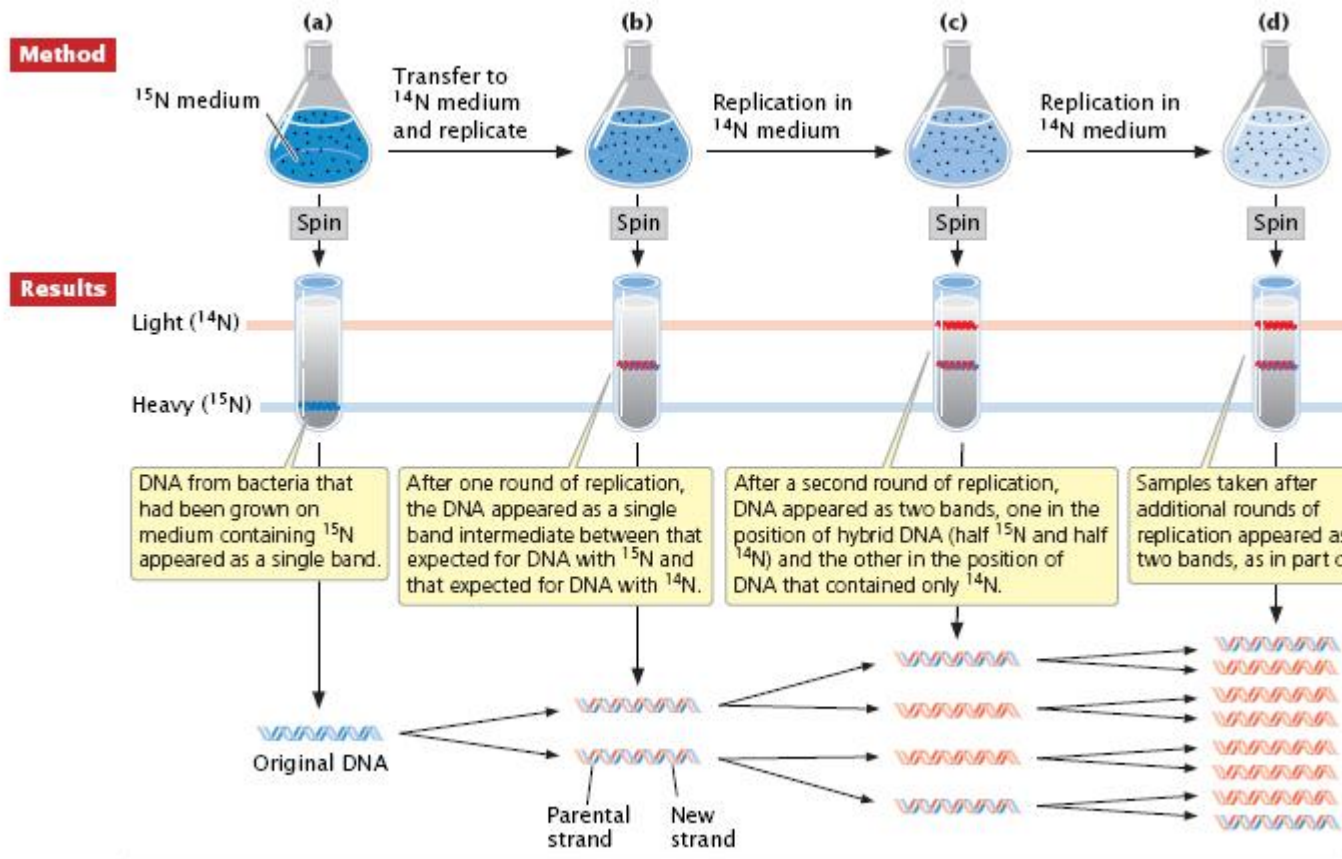 (a)
(b)
(c)
(d)
Method
¹⁵N medium
Transfer to
¹⁴N medium
and replicate
Replication in
¹⁴N medium
Replication in
¹⁴N medium
Spin
Spin
Spin
Spin
Results
Light (¹⁴N)
Heavy (¹⁵N)
DNA from bacteria that
had been grown on
medium containing ¹⁵N
appeared as a single band.
After one round of replication,
the DNA appeared as a single
band intermediate between that
expected for DNA with ¹⁵N and
that expected for DNA with ¹⁴N.
After a second round of replication,
DNA appeared as two bands, one in the
position of hybrid DNA (half ¹⁵N and half
¹⁴N) and the other in the position of
DNA that contained only ¹⁴N.
Samples taken after
additional rounds of
replication appeared as
two bands, as in part c
Original DNA
Parental
strand
New
strand